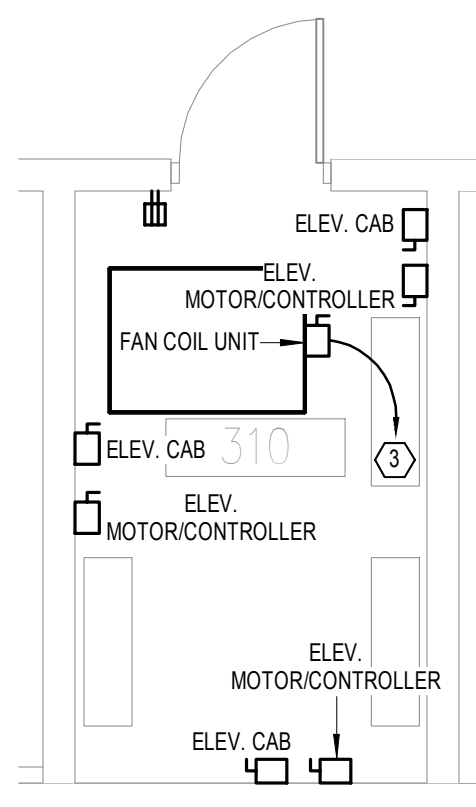 ELEV. CAB
ELEV.
MOTOR/CONTROLLER
FAN COIL UNIT
ELEV. CAB
310
3
ELEV.
MOTOR/CONTROLLER
ELEV.
MOTOR/CONTROLLER
ELEV. CAB